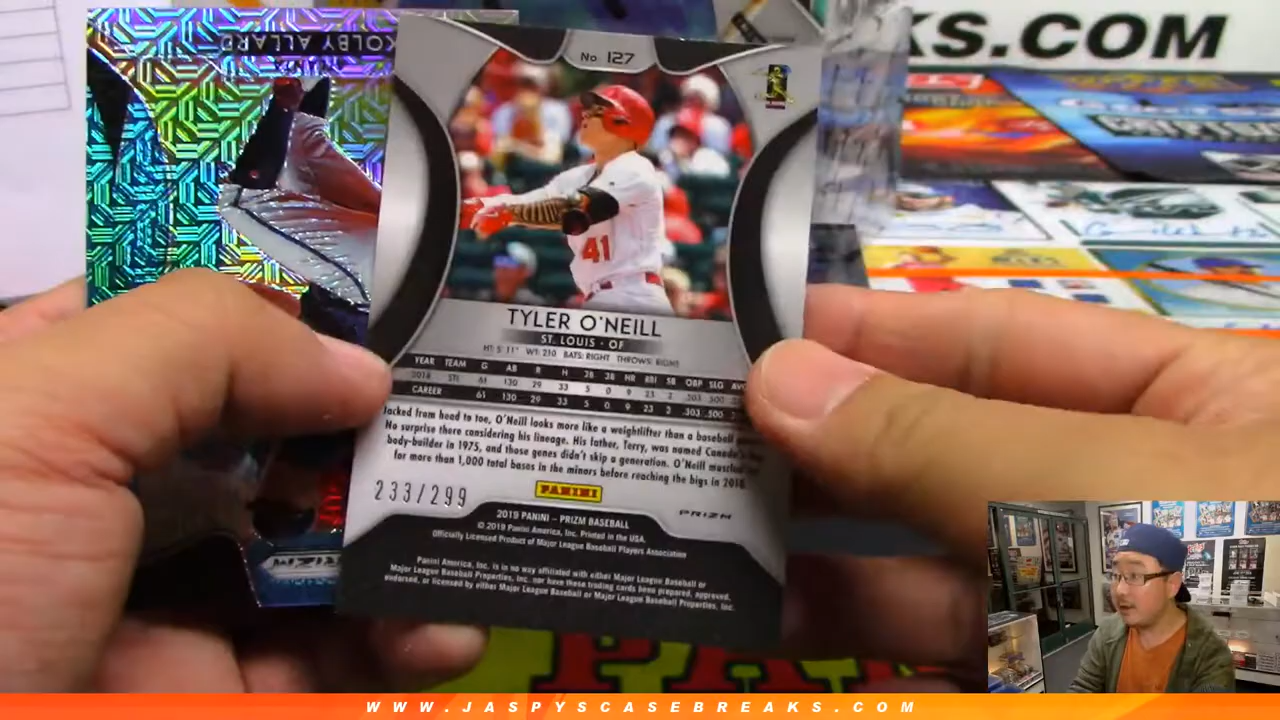 KOLBY ALLARD
KS.COM
No 127
41
TYLER O'NEILL
ST. LOUIS • OF
HT: 5' 11" WT: 210 BATS: RIGHT THROWS: RIGHT
YEAR TEAM G AB R H 2B 3B HR RBI SB OBP SLG AVG
2018 STL 61 130 29 33 5 0 9 23 2 .303 .500
CAREER 61 130 29 33 5 0 9 23 2 .303 .500
Jacked from head to toe, O'Neill looks more like a weightlifter than a baseball
No surprise there considering his lineage. His father, Terry, was named Canada's
body-builder in 1975, and those genes didn't skip a generation. O'Neill muscled
for more than 1,000 total bases in the minors before reaching the bigs in 2018.
233/299
PANINI
PRIZM
2019 PANINI – PRIZM BASEBALL
© 2019 Panini America, Inc. Printed in the USA.
Officially Licensed Product of Major League Baseball Players Association
Panini America, Inc. is in no way affiliated with either Major League Baseball or
Major League Baseball Properties, Inc. nor have these trading cards been prepared, approved,
endorsed, or licensed by either Major League Baseball or Major League Baseball Properties, Inc.
PRIZM
WWW.JASPYSCASEBREAKS.COM